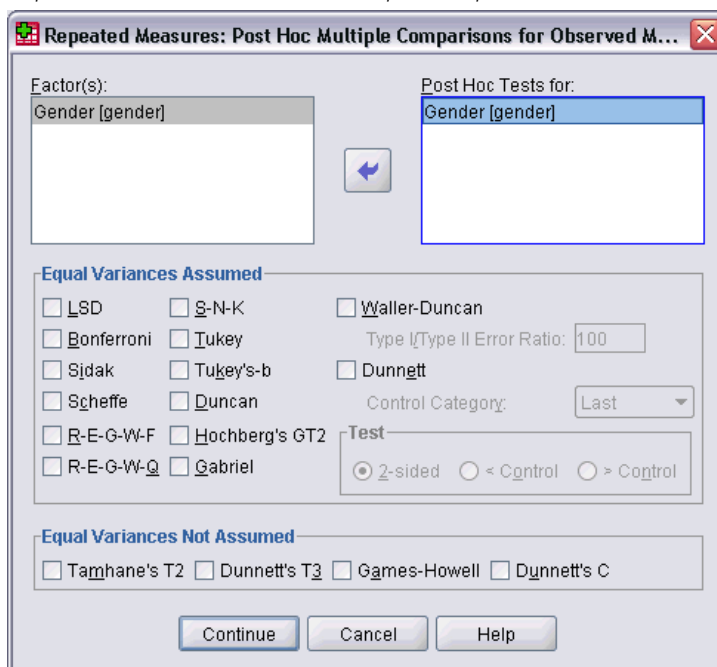 Repeated Measures: Post Hoc Multiple Comparisons for Observed M...
Factor(s):
Gender [gender]
Post Hoc Tests for:
Gender [gender]
Equal Variances Assumed
LSD
S-N-K
Waller-Duncan
Type I/Type II Error Ratio: 100
Bonferroni
Tukey
Sidak
Tukey's-b
Dunnett
Control Category: Last
Scheffe
Duncan
R-E-G-W-F
Hochberg's GT2
Test
R-E-G-W-Q
Gabriel
2-sided
< Control
> Control
Equal Variances Not Assumed
Tamhane's T2
Dunnett's T3
Games-Howell
Dunnett's C
Continue
Cancel
Help